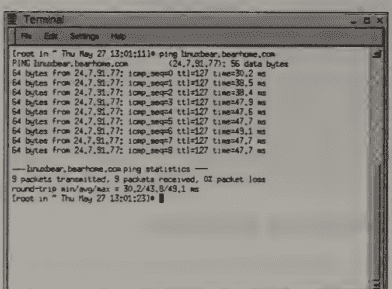 Terminal
File Edit Settings Help
[root in ~ Thu May 27 13:01:11]# ping linuxbear.bearhome.com
PING linuxbear.bearhome.com (24.7.91.77): 56 data bytes
64 bytes from 24.7.91.77: icmp_seq=0 ttl=127 time=30.2 ms
64 bytes from 24.7.91.77: icmp_seq=1 ttl=127 time=38.5 ms
64 bytes from 24.7.91.77: icmp_seq=2 ttl=127 time=38.4 ms
64 bytes from 24.7.91.77: icmp_seq=3 ttl=127 time=47.9 ms
64 bytes from 24.7.91.77: icmp_seq=4 ttl=127 time=47.6 ms
64 bytes from 24.7.91.77: icmp_seq=5 ttl=127 time=47.7 ms
64 bytes from 24.7.91.77: icmp_seq=6 ttl=127 time=49.1 ms
64 bytes from 24.7.91.77: icmp_seq=7 ttl=127 time=47.7 ms
64 bytes from 24.7.91.77: icmp_seq=8 ttl=127 time=47.7 ms
--- linuxbear.bearhome.com ping statistics ---
9 packets transmitted, 9 packets received, 0% packet loss
round-trip min/avg/max = 30.2/43.8/49.1 ms
[root in ~ Thu May 27 13:01:23]#